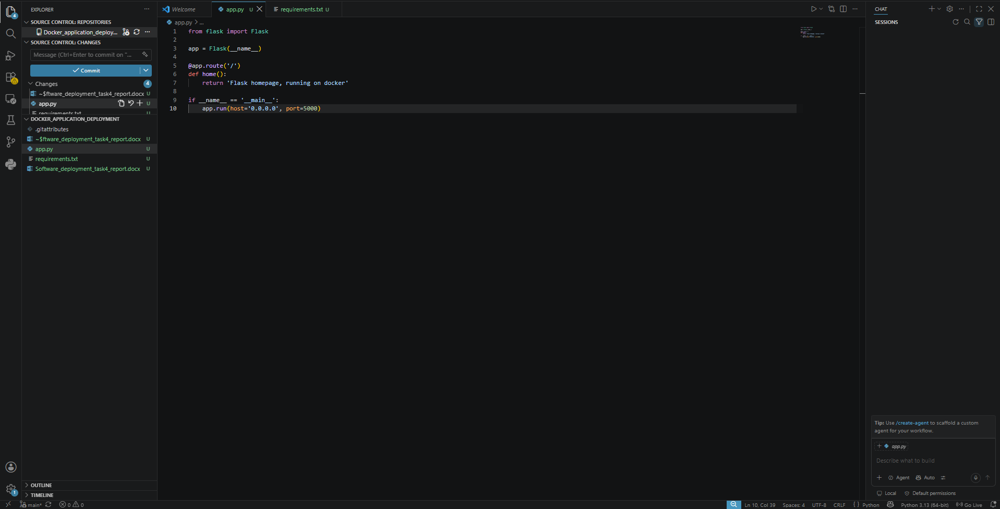 EXPLORER
SOURCE CONTROL: REPOSITORIES
Docker_application_deploy...
SOURCE CONTROL: CHANGES
Message (Ctrl+Enter to commit on "...
Commit
Changes 4
~$ftware_deployment_task4_report.docx U
app.py U
requirements.txt U
DOCKER_APPLICATION_DEPLOYMENT
.gitattributes
~$ftware_deployment_task4_report.docx U
app.py U
requirements.txt U
Software_deployment_task4_report.docx U
OUTLINE
TIMELINE
4
1
Welcome
app.py U
requirements.txt U
app.py > ...
1 from flask import Flask
2
3 app = Flask(__name__)
4
5 @app.route('/')
6 def home():
7 return 'Flask homepage, running on docker'
8
9 if __name__ == '__main__':
10 app.run(host='0.0.0.0', port=5000)
CHAT
SESSIONS
Tip: Use /create-agent to scaffold a custom
agent for your workflow.
app.py
Describe what to build
Agent Auto
Local Default permissions
main* 0 0
Ln 10, Col 39 Spaces: 4 UTF-8 CRLF { } Python Python 3.13 (64-bit) Go Live